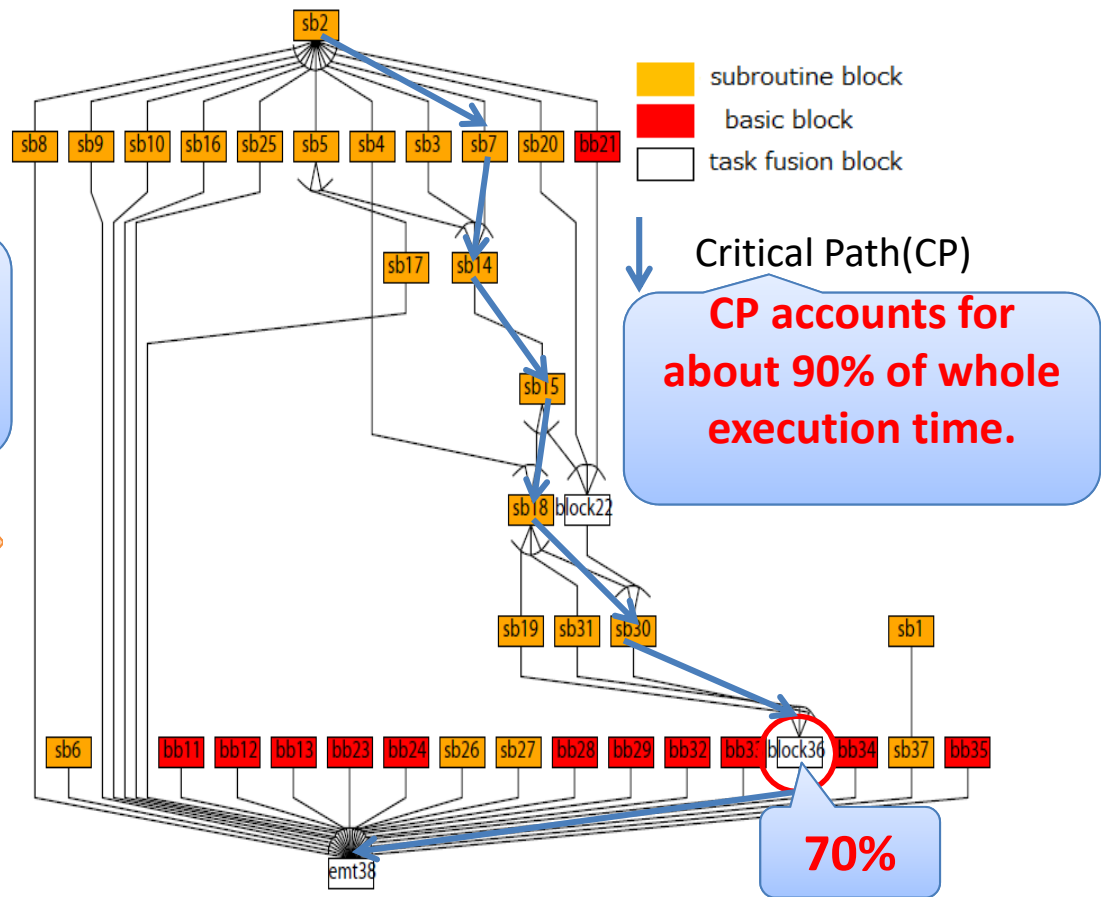 sb2
subroutine block
basic block
task fusion block
sb8 sb9 sb10 sb16 sb25 sb5 sb4 sb3 sb7 sb20 bb21
Critical Path(CP)
sb17 sb14
CP accounts for
about 90% of whole
execution time.
sb15
sb18 block22
sb19 sb31 sb30 sb1
sb6 bb11 bb12 bb13 bb23 bb24 sb26 sb27 bb28 bb29 bb32 block36 bb34 sb37 bb35
70%
emt38